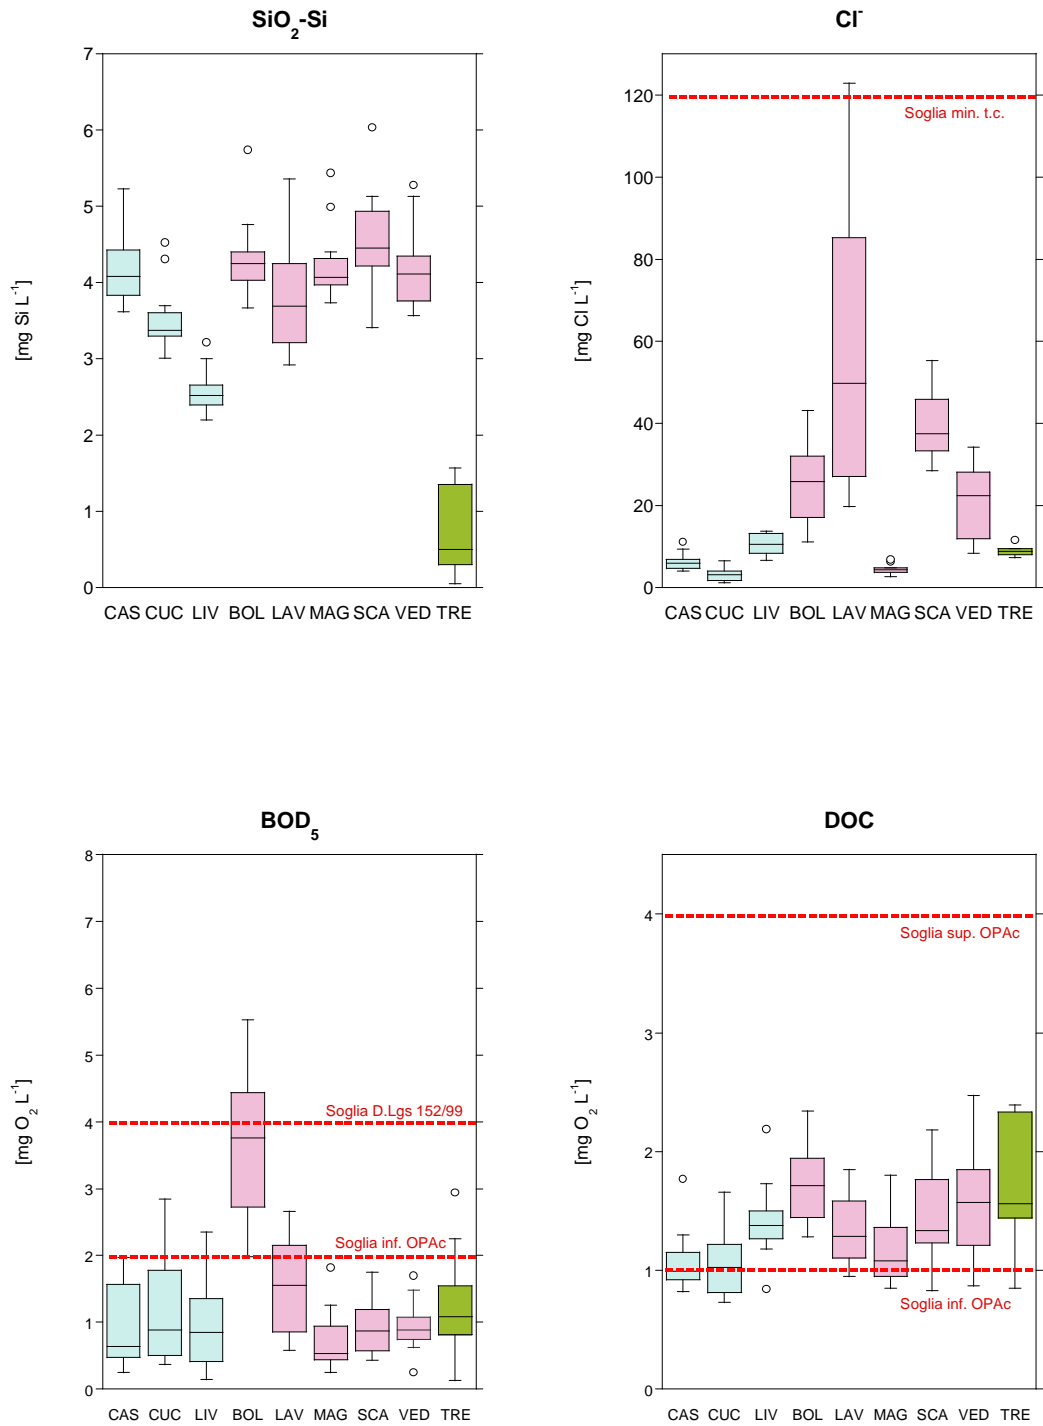 SiO2-Si
7
6
5
4
3
2
1
0
[mg Si L-1]
CAS CUC LIV BOL LAV MAG SCA VED TRE
Cl-
120
100
80
60
40
20
0
[mg Cl L-1]
Soglia min. t.c.
CAS CUC LIV BOL LAV MAG SCA VED TRE
BOD5
8
7
6
5
4
3
2
1
0
[mg O2 L-1]
Soglia D.Lgs 152/99
Soglia inf. OPAc
CAS CUC LIV BOL LAV MAG SCA VED TRE
DOC
4
3
2
1
0
[mg O2 L-1]
Soglia sup. OPAc
Soglia inf. OPAc
CAS CUC LIV BOL LAV MAG SCA VED TRE